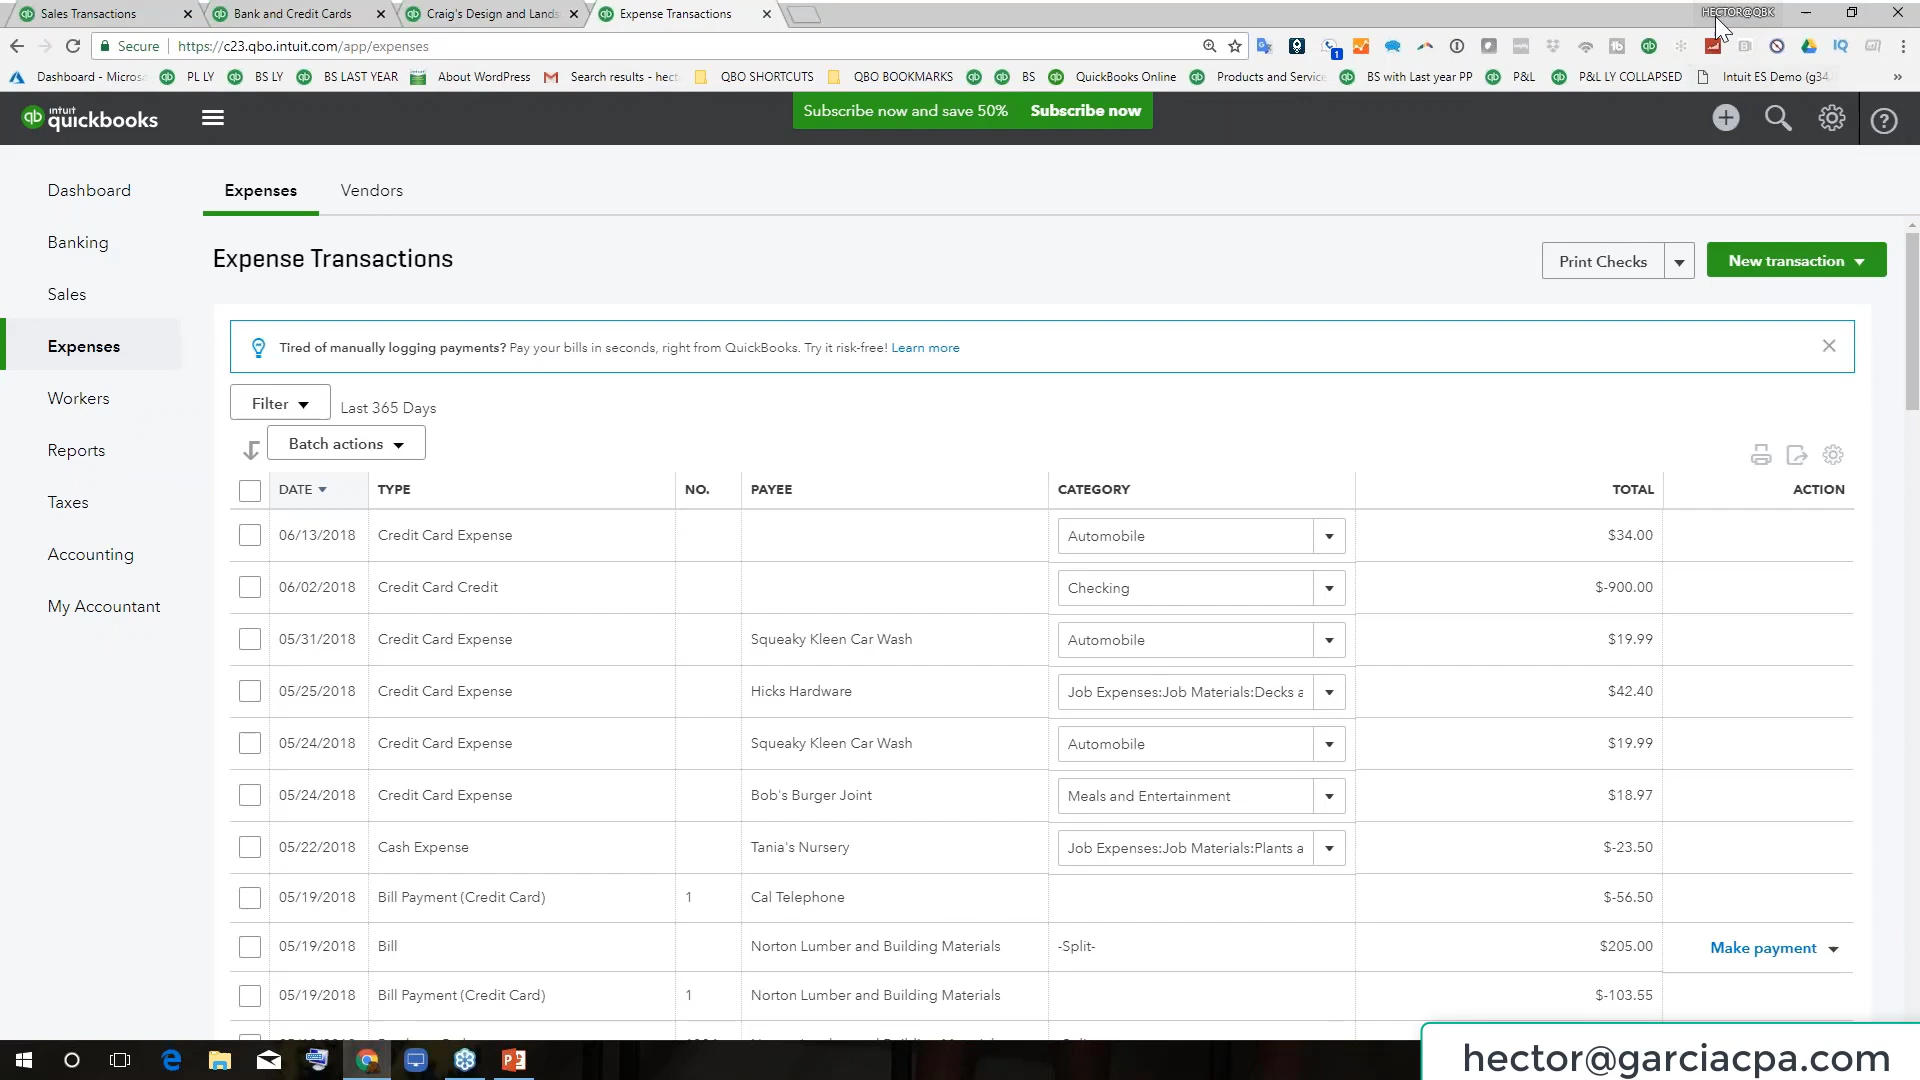 Sales Transactions
Bank and Credit Cards
Craig's Design and Lands
Expense Transactions
HECTOR@QBK
Secure https://c23.qbo.intuit.com/app/expenses
Dashboard - Micros PL LY BS LY BS LAST YEAR About WordPress Search results - hect QBO SHORTCUTS QBO BOOKMARKS BS QuickBooks Online Products and Service BS with Last year PP P&L P&L LY COLLAPSED Intuit ES Demo (g34. »
intuit
quickbooks
Subscribe now and save 50% Subscribe now
Dashboard
Banking
Sales
Expenses
Workers
Reports
Taxes
Accounting
My Accountant
Expenses Vendors
Expense Transactions
Print Checks
New transaction
Tired of manually logging payments? Pay your bills in seconds, right from QuickBooks. Try it risk-free! Learn more
Filter Last 365 Days
Batch actions
DATE TYPE NO. PAYEE CATEGORY TOTAL ACTION
06/13/2018 Credit Card Expense Automobile $34.00
06/02/2018 Credit Card Credit Checking $-900.00
05/31/2018 Credit Card Expense Squeaky Kleen Car Wash Automobile $19.99
05/25/2018 Credit Card Expense Hicks Hardware Job Expenses:Job Materials:Decks a $42.40
05/24/2018 Credit Card Expense Squeaky Kleen Car Wash Automobile $19.99
05/24/2018 Credit Card Expense Bob's Burger Joint Meals and Entertainment $18.97
05/22/2018 Cash Expense Tania's Nursery Job Expenses:Job Materials:Plants a $-23.50
05/19/2018 Bill Payment (Credit Card) 1 Cal Telephone $-56.50
05/19/2018 Bill Norton Lumber and Building Materials -Split- $205.00 Make payment
05/19/2018 Bill Payment (Credit Card) 1 Norton Lumber and Building Materials $-103.55
hector@garciacpa.com